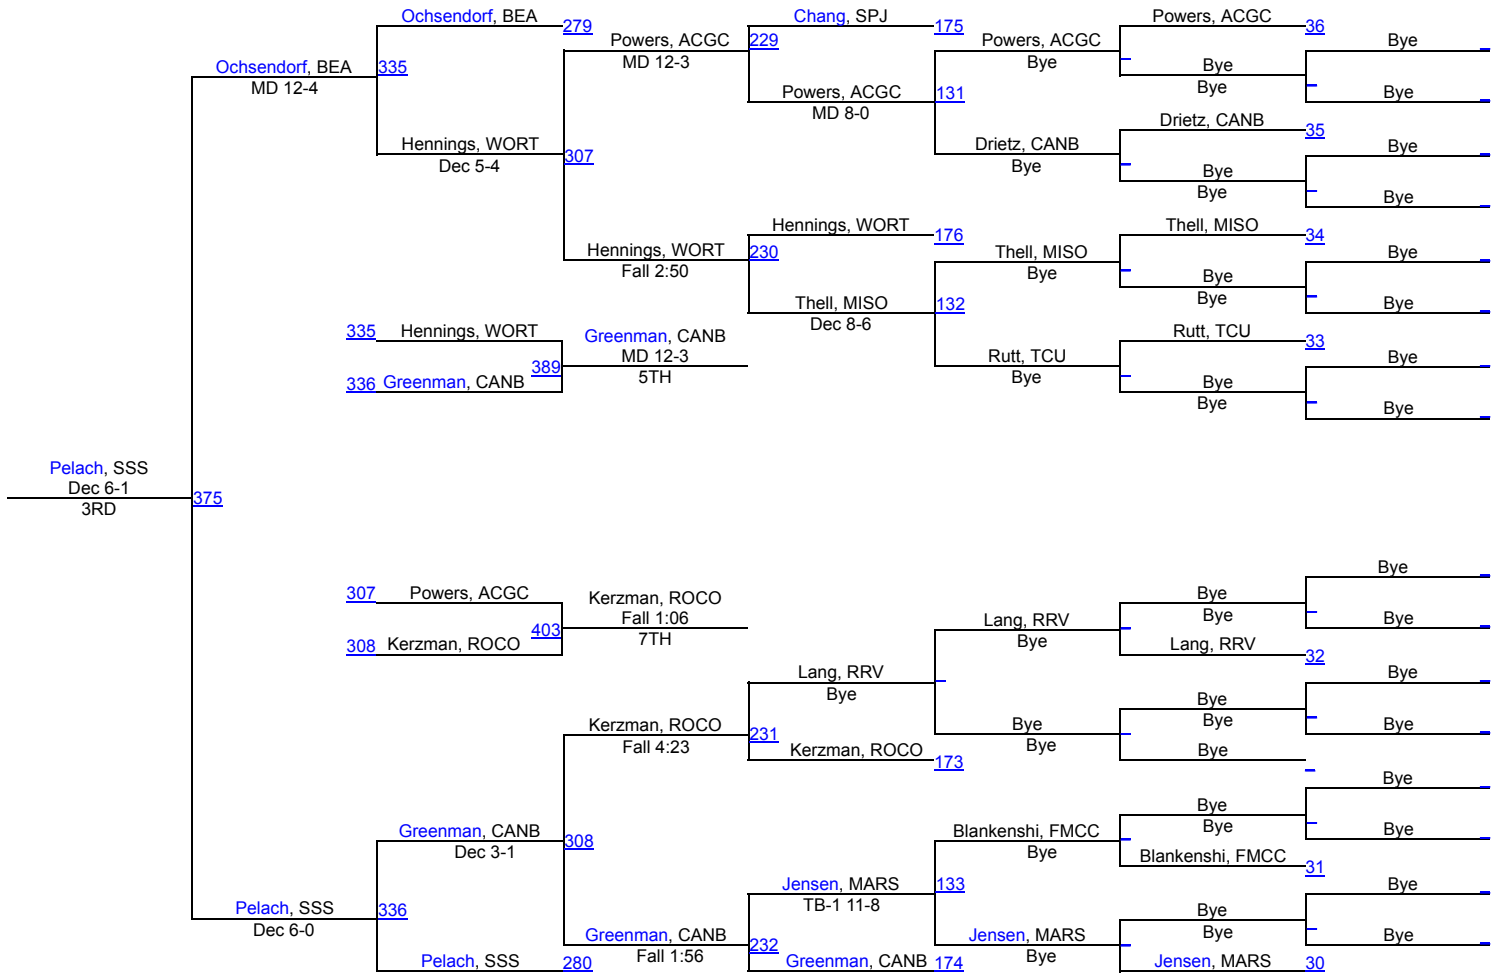 Ochsendorf, BEA
279
Chang, SPJ
175
Powers, ACGC
36
Powers, ACGC
MD 12-3
229
Powers, ACGC
Bye
Bye
Ochsendorf, BEA
MD 12-4
335
Bye
Bye
Powers, ACGC
MD 8-0
131
Bye
Hennings, WORT
Dec 5-4
307
Drietz, CANB
Bye
Drietz, CANB
35
Bye
Bye
Bye
Bye
Hennings, WORT
176
Thell, MISO
34
Hennings, WORT
Fall 2:50
230
Thell, MISO
Bye
Bye
Bye
Bye
Thell, MISO
Dec 8-6
132
Bye
335
Hennings, WORT
Greenman, CANB
MD 12-3
5TH
389
336
Greenman, CANB
Rutt, TCU
Bye
Rutt, TCU
33
Bye
Bye
Bye
Bye
Pelach, SSS
Dec 6-1
3RD
375
307
Powers, ACGC
Kerzman, ROCO
Fall 1:06
7TH
403
308
Kerzman, ROCO
Bye
Bye
Bye
Bye
Lang, RRV
Bye
Lang, RRV
32
Lang, RRV
Bye
Bye
Kerzman, ROCO
Fall 4:23
231
Bye
Bye
Bye
Bye
Bye
Kerzman, ROCO
173
Bye
Bye
Greenman, CANB
Dec 3-1
308
Blankenshi, FMCC
Bye
Bye
Bye
Bye
Blankenshi, FMCC
31
Jensen, MARS
TB-1 11-8
133
Bye
Pelach, SSS
Dec 6-0
336
Bye
Bye
Greenman, CANB
Fall 1:56
232
Jensen, MARS
Bye
Bye
Pelach, SSS
280
Greenman, CANB
174
Jensen, MARS
30